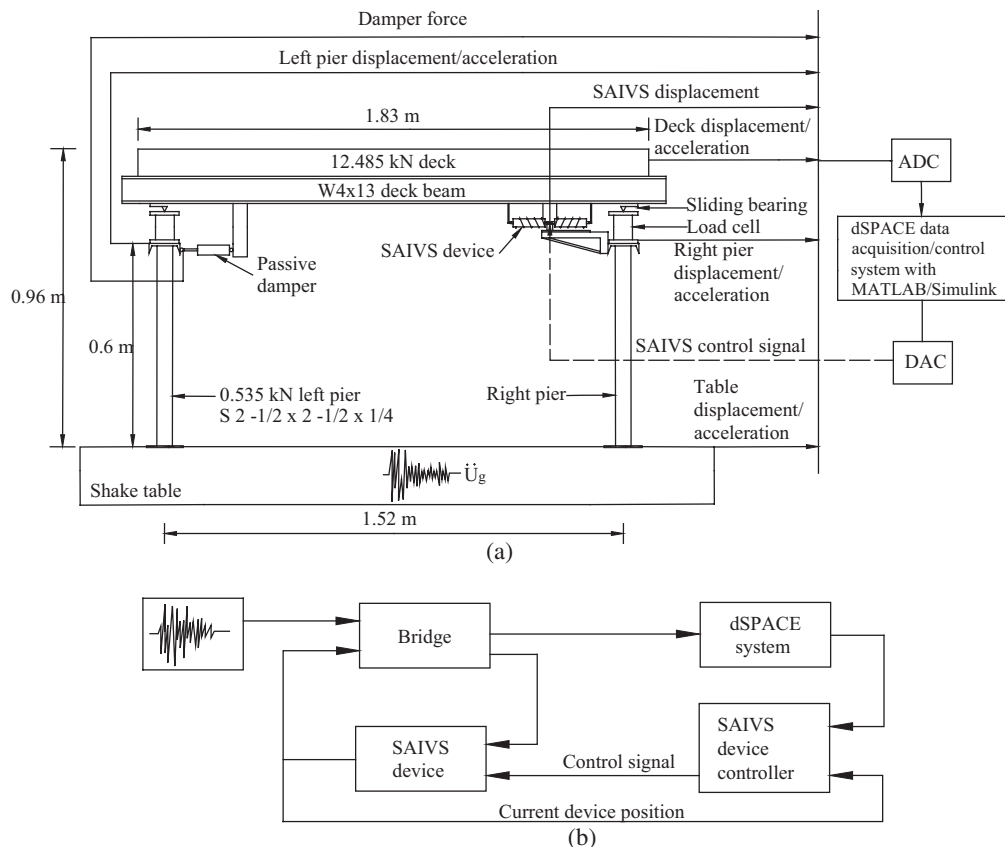 Damper force
Left pier displacement/acceleration
SAIVS displacement
1.83 m
Deck displacement/
acceleration
12.485 kN deck
ADC
W4x13 deck beam
Sliding bearing
Load cell
SAIVS device
Right pier
displacement/
acceleration
dSPACE data
acquisition/control
system with
MATLAB/Simulink
Passive
damper
0.96 m
0.6 m
SAIVS control signal
DAC
0.535 kN left pier
S 2 -1/2 x 2 -1/2 x 1/4
Right pier
Table
displacement/
acceleration
Üg
Shake table
1.52 m
(a)
Bridge
dSPACE
system
SAIVS
device
Control signal
SAIVS
device
controller
Current device position
(b)